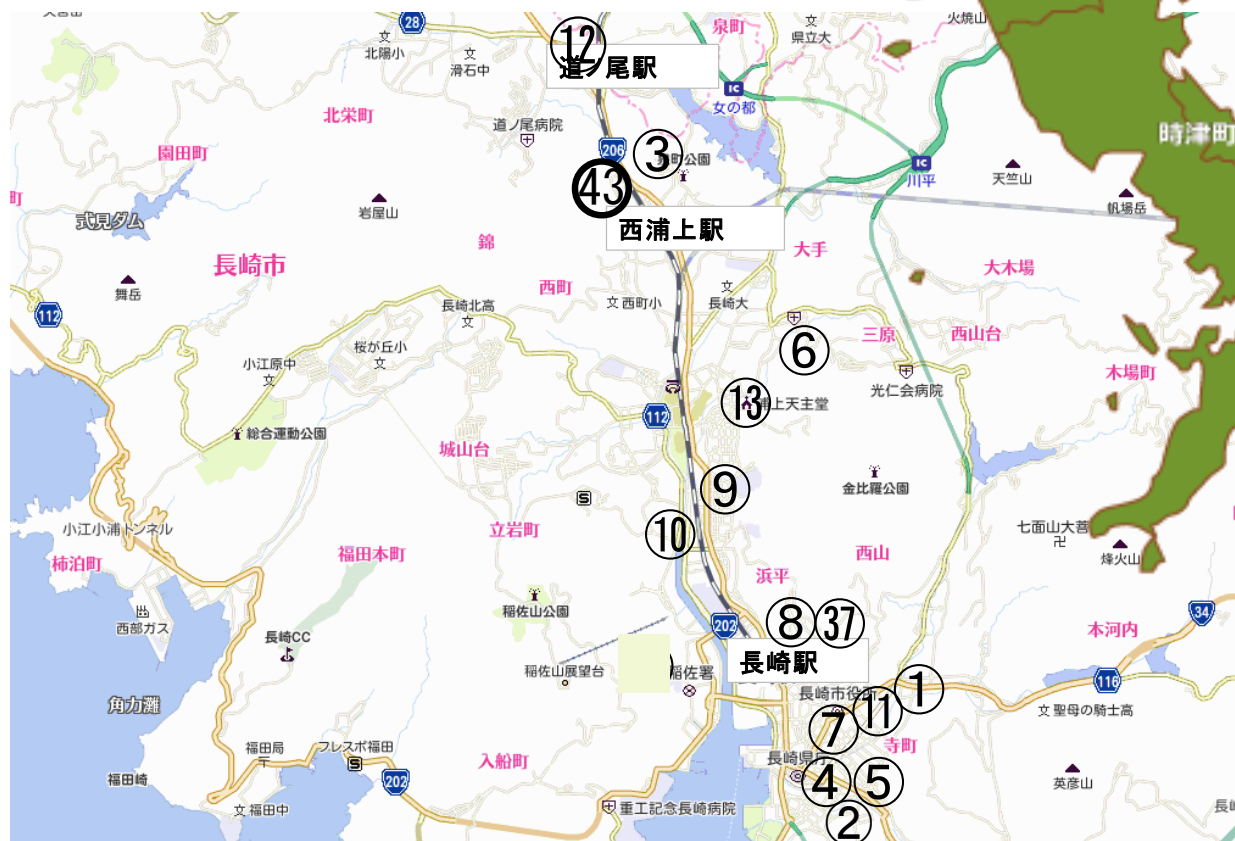 28
⑫
泉町
文
県立大
火焼山
文
北陽小
文
滑石中
道ノ尾駅
IC
女の都
北栄町
道ノ尾病院
206
③
時津町
園田町
㊸
IC
川平
天竺山
帆場岳
式見ダム
岩屋山
西浦上駅
錦
大手
長崎市
大木場
舞岳
西町
文 西町小
文
長崎大
112
長崎北高
文
⑥
三原
西山台
小江原中
文
桜が丘小
文
光仁会病院
木場町
⑬
浦上天主堂
112
総合運動公園
城山台
金比羅公園
⑨
S
小江小浦トンネル
立岩町
⑩
七面山大菩
卍
柿泊町
福田本町
西山
烽火山
浜平
稲佐山公園
西部ガス
202
⑧
㊲
34
長崎CC
本河内
長崎駅
稲佐山展望台
稲佐署
116
①
長崎市役所
角力灘
⑪
文 聖母の騎士高
⑦
寺町
福田局
〒
フレスポ福田
S
入船町
長崎県庁
福田崎
202
④
⑤
英彦山
文 福田中
重工記念長崎病院
②